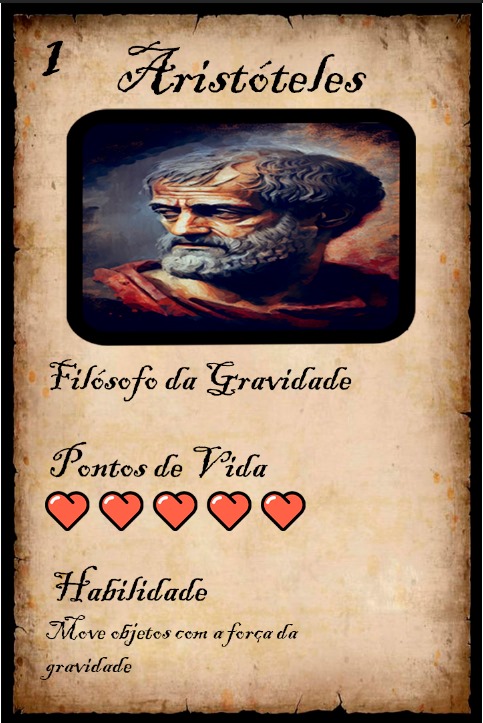 1
Aristóteles
Filósofo da Gravidade
Pontos de Vida
Habilidade
Move objetos com a força da
gravidade